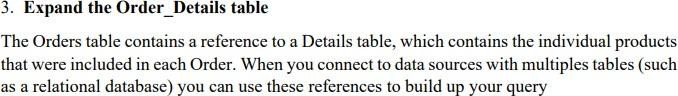 3. Expand the Order_Details table
The Orders table contains a reference to a Details table, which contains the individual products
that were included in each Order. When you connect to data sources with multiples tables (such
as a relational database) you can use these references to build up your query